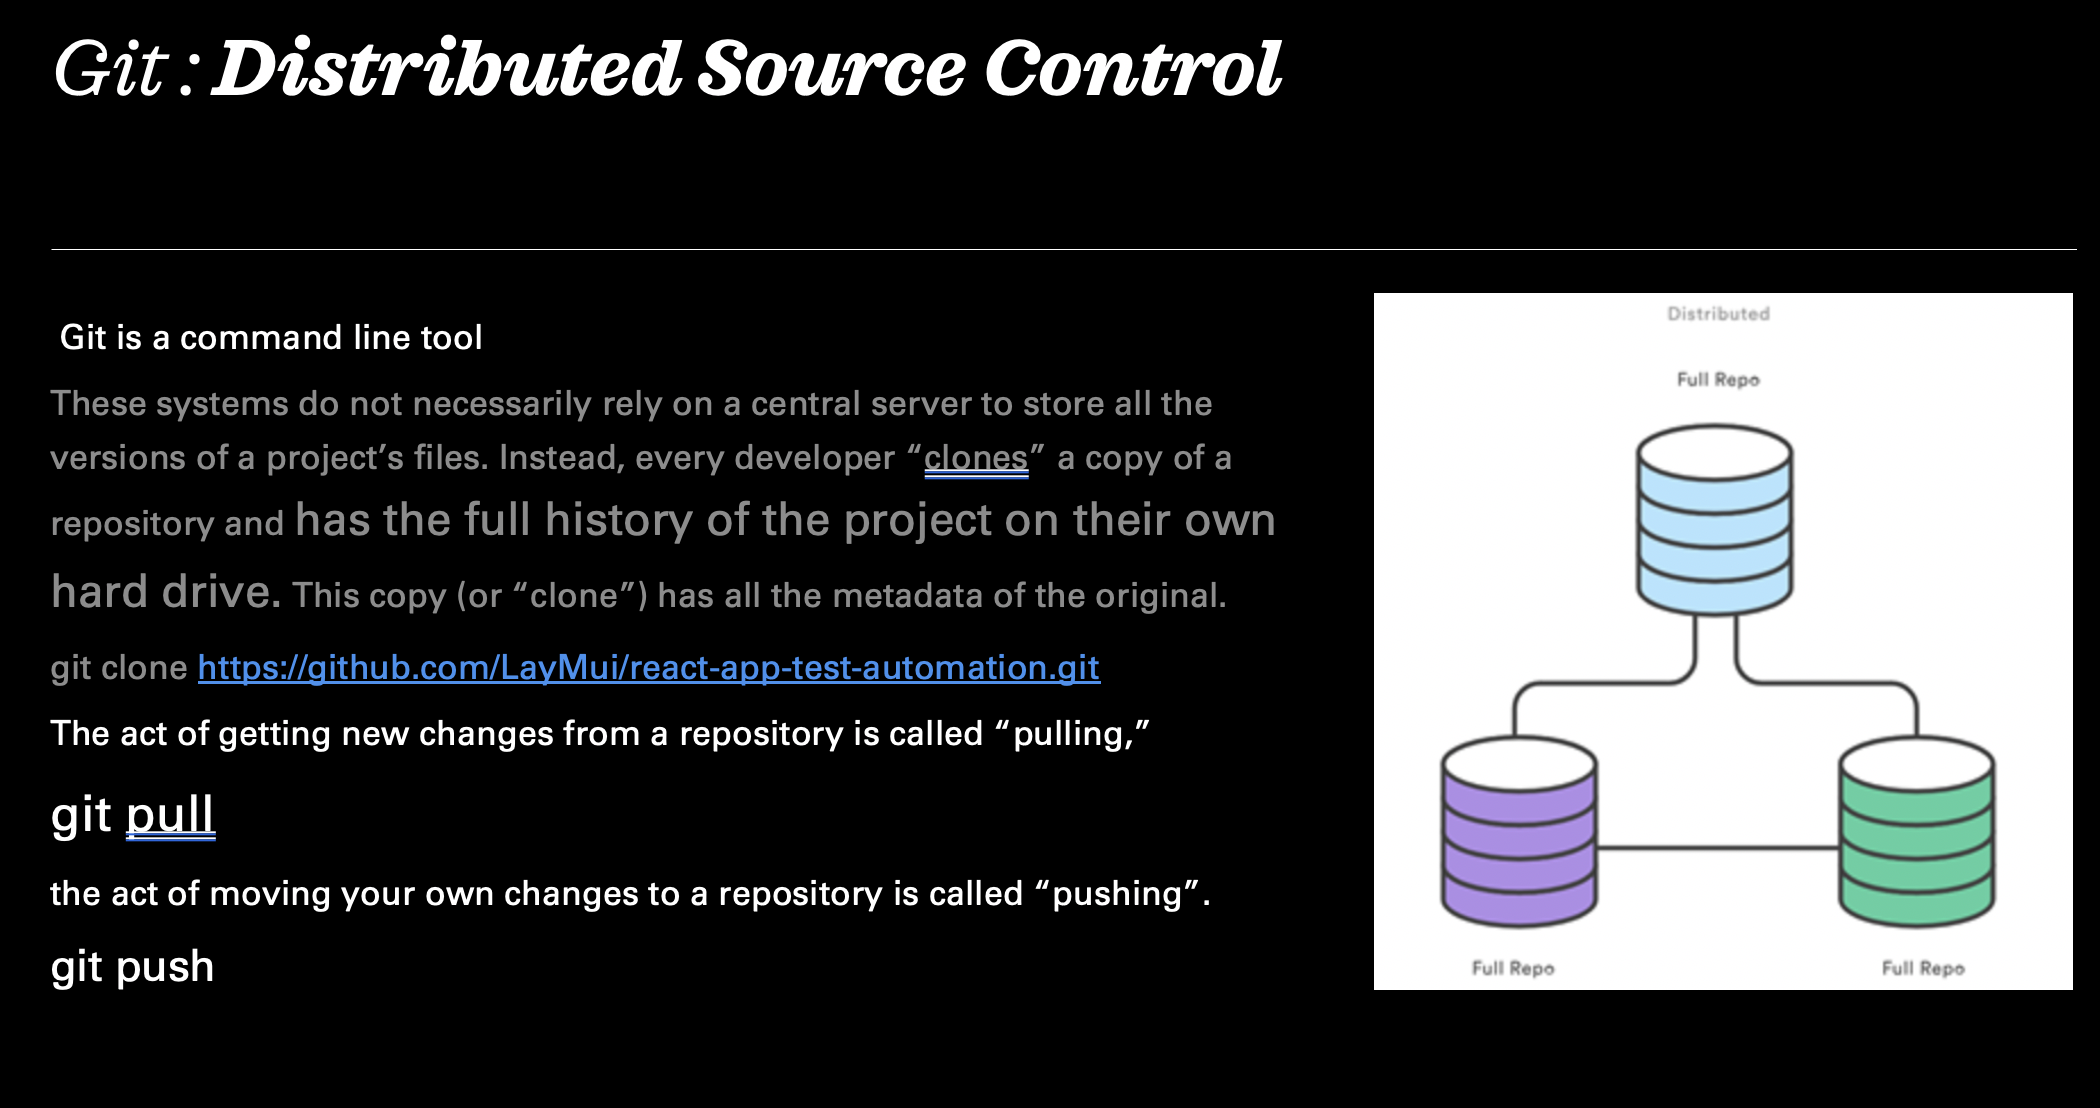 Git : Distributed Source Control
Git is a command line tool
These systems do not necessarily rely on a central server to store all the
versions of a project’s files. Instead, every developer “clones” a copy of a
repository and has the full history of the project on their own
hard drive. This copy (or “clone”) has all the metadata of the original.
git clone https://github.com/LayMui/react-app-test-automation.git
The act of getting new changes from a repository is called “pulling,”
git pull
the act of moving your own changes to a repository is called “pushing”.
git push
Distributed
Full Repo
Full Repo
Full Repo